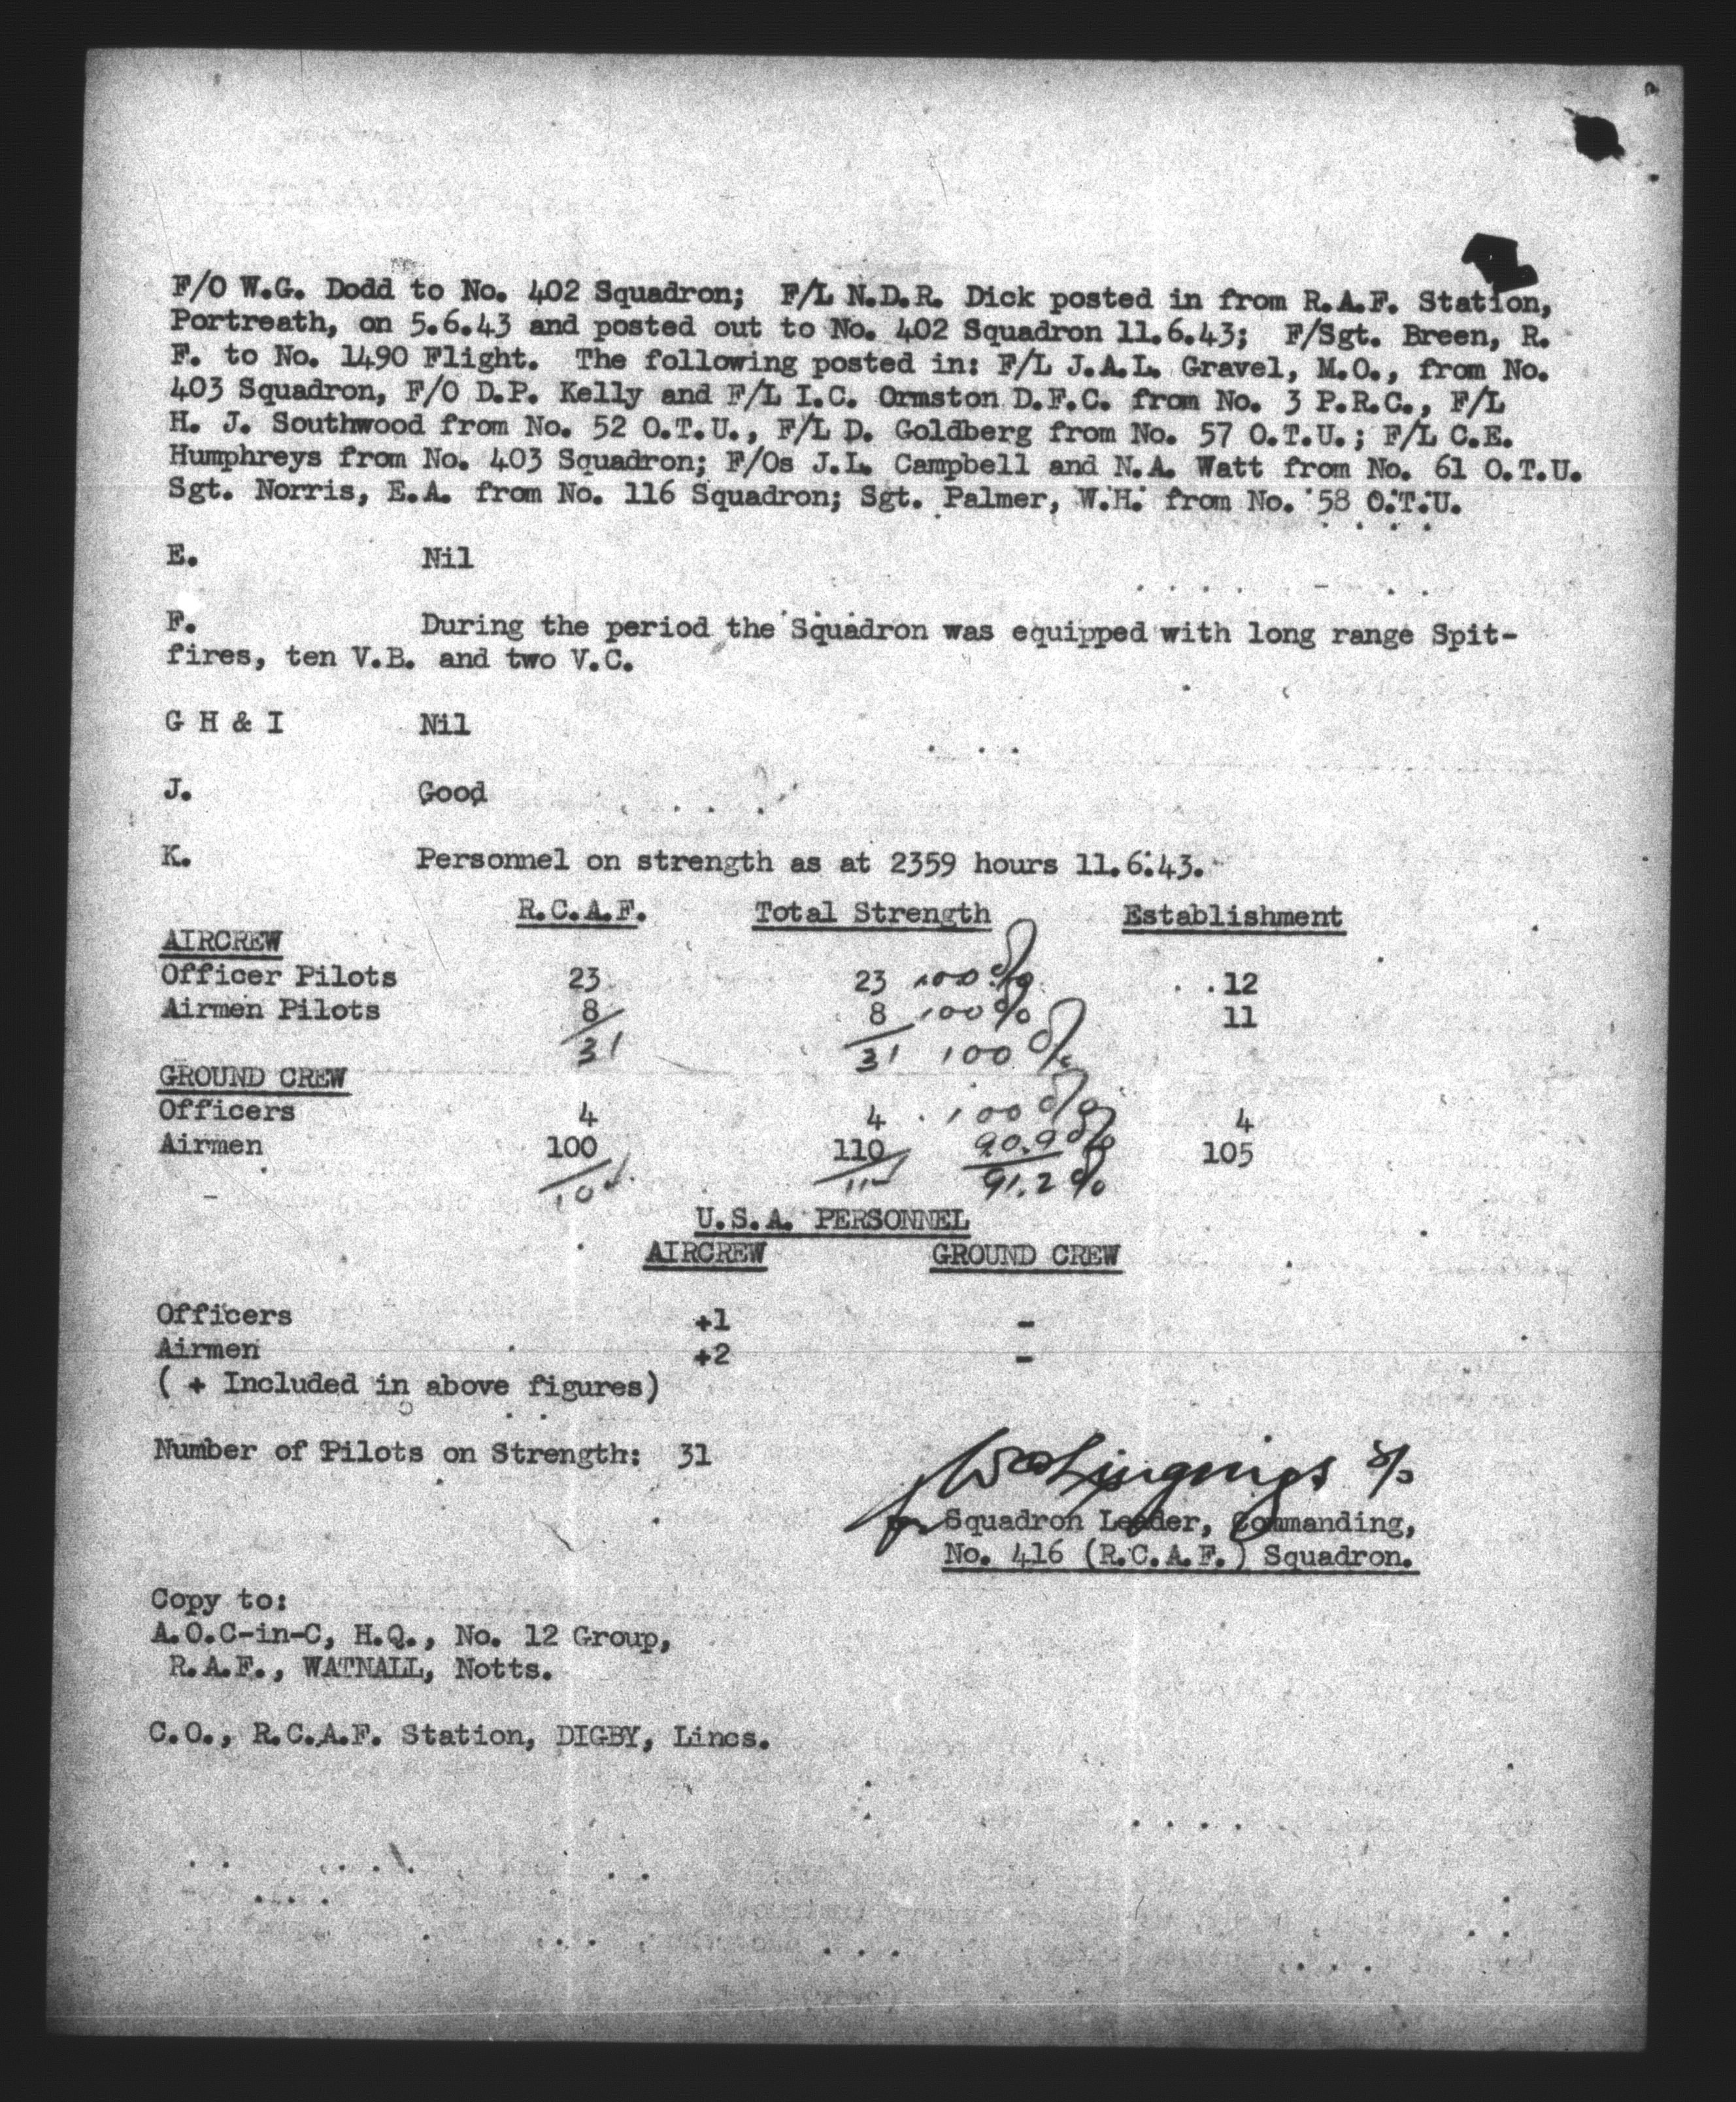 F/O W.G. Dodd to No. 402 Squadron; F/L N.D.R. Dick posted in from R.A.F. Station,
Portreath, on 5.6.43 and posted out to No. 402 Squadron 11.6.43; F/Sgt. Breen, R.
F. to No. 1490 Flight. The following posted in: F/L J.A.L. Gravel, M.O., from No.
403 Squadron, F/O D.P. Kelly and F/L I.C. Ormston D.F.C. from No. 3 P.R.C., F/L
H. J. Southwood from No. 52 O.T.U., F/L D. Goldberg from No. 57 O.T.U.; F/L C.E.
Humphreys from No. 403 Squadron; F/Os J.L. Campbell and N.A. Watt from No. 61 O.T.U.
Sgt. Norris, E.A. from No. 116 Squadron; Sgt. Palmer, W.H. from No. 58 O.T.U.
E. Nil
F. During the period the Squadron was equipped with long range Spit-
fires, ten V.B. and two V.C.
G H & I Nil
J. Good
K. Personnel on strength as at 2359 hours 11.6.43.
R.C.A.F. Total Strength Establishment
AIRCREW
Officer Pilots 23 23 100% 12
Airmen Pilots 8 8 100% 11
31 31 100%
GROUND CREW
Officers 4 4 100% 4
Airmen 100 110 90.9% 105
91.2%
U.S.A. PERSONNEL
AIRCREW GROUND CREW
Officers +1 -
Airmen +2 -
( + Included in above figures)
Number of Pilots on Strength: 31
for Squadron Leader, Commanding,
No. 416 (R.C.A.F.) Squadron.
Copy to:
A.O.C-in-C, H.Q., No. 12 Group,
R.A.F., WATNALL, Notts.
C.O., R.C.A.F. Station, DIGBY, Lincs.